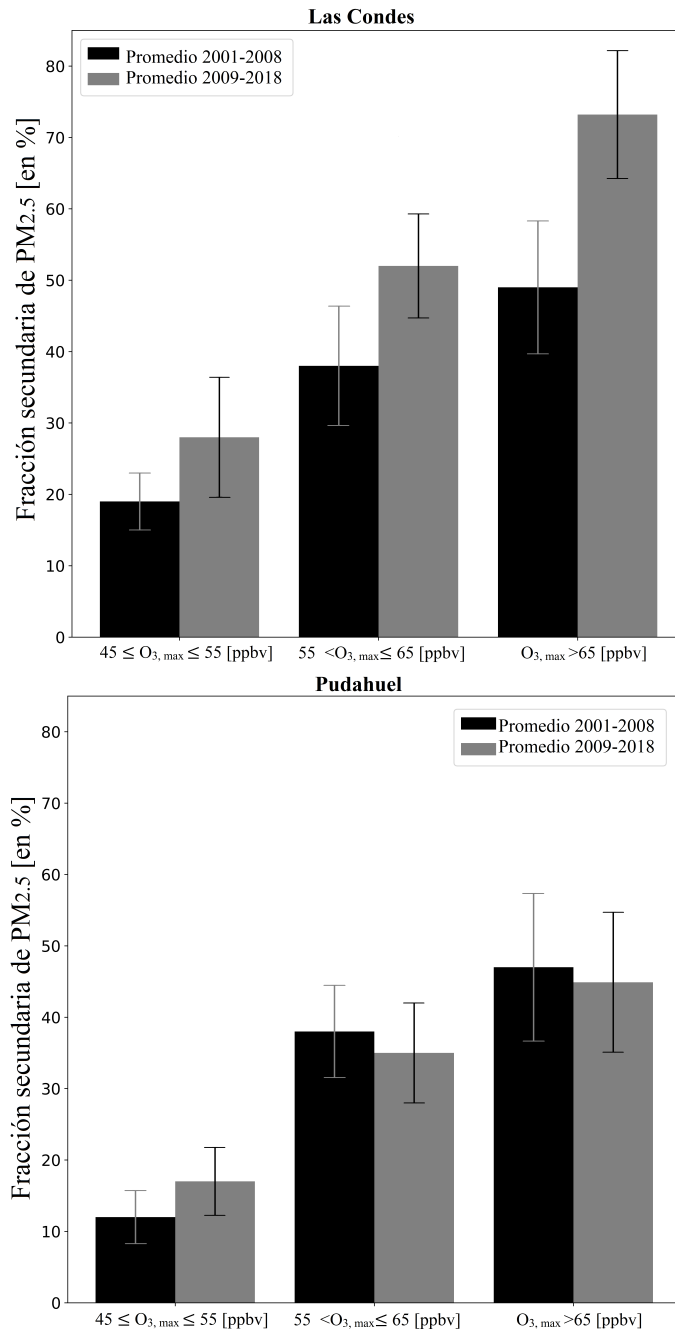 Las Condes
Promedio 2001-2008
Promedio 2009-2018
Fracción secundaria de PM2.5 [en %]
80
70
60
50
40
30
20
10
0
45 ≤ O3, max ≤ 55 [ppbv]
55 <O3, max≤ 65 [ppbv]
O3, max >65 [ppbv]
Pudahuel
Promedio 2001-2008
Promedio 2009-2018
Fracción secundaria de PM2.5 [en %]
80
70
60
50
40
30
20
10
0
45 ≤ O3, max ≤ 55 [ppbv]
55 <O3, max≤ 65 [ppbv]
O3, max >65 [ppbv]